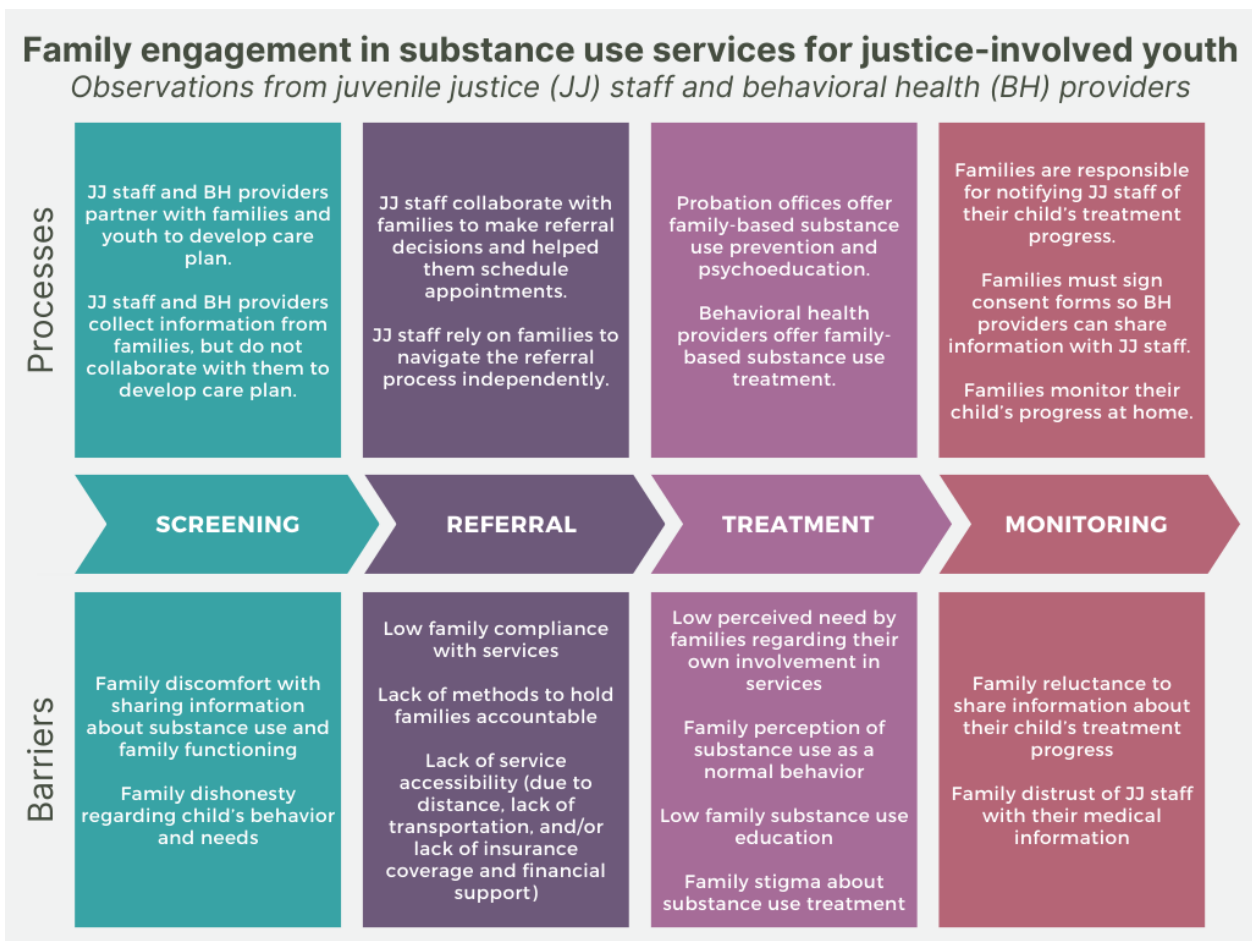 Family engagement in substance use services for justice-involved youth
Observations from juvenile justice (JJ) staff and behavioral health (BH) providers
Processes
JJ staff and BH providers
partner with families and
youth to develop care
plan.
JJ staff and BH providers
collect information from
families, but do not
collaborate with them to
develop care plan.
JJ staff collaborate with
families to make referral
decisions and helped
them schedule
appointments.
JJ staff rely on families to
navigate the referral
process independently.
Probation offices offer
family-based substance
use prevention and
psychoeducation.
Behavioral health
providers offer family-
based substance use
treatment.
Families are responsible
for notifying JJ staff of
their child's treatment
progress.
Families must sign
consent forms so BH
providers can share
information with JJ staff.
Families monitor their
child's progress at home.
SCREENING
REFERRAL
TREATMENT
MONITORING
Barriers
Family discomfort with
sharing information
about substance use and
family functioning
Family dishonesty
regarding child's behavior
and needs
Low family compliance
with services
Lack of methods to hold
families accountable
Lack of service
accessibility (due to
distance, lack of
transportation, and/or
lack of insurance
coverage and financial
support)
Low perceived need by
families regarding their
own involvement in
services
Family perception of
substance use as a
normal behavior
Low family substance use
education
Family stigma about
substance use treatment
Family reluctance to
share information about
their child's treatment
progress
Family distrust of JJ staff
with their medical
information